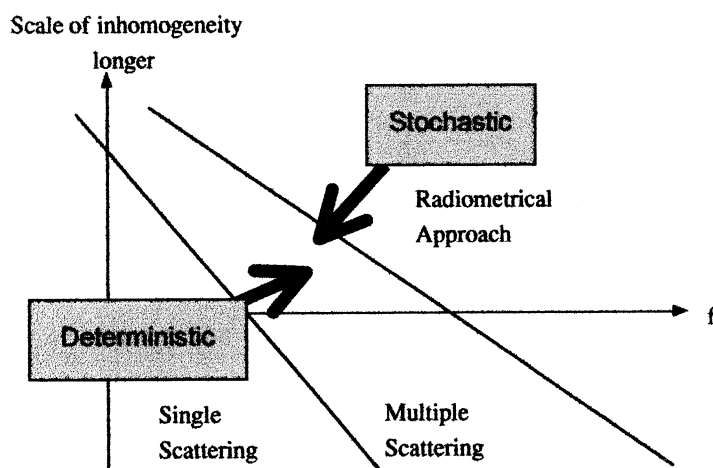 Scale of inhomogeneity
longer
Stochastic
Radiometrical
Approach
f
Deterministic
Single
Scattering
Multiple
Scattering